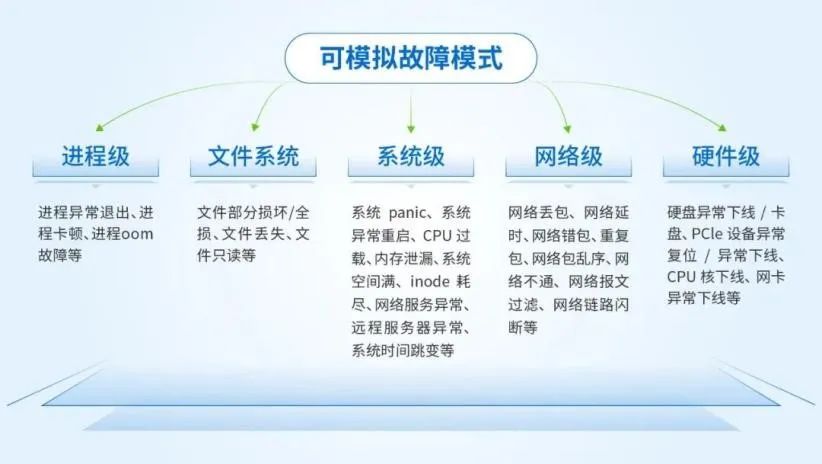 可模拟故障模式
进程级
进程异常退出、进
程卡顿、进程oom
故障等
文件系统
文件部分损坏/全
损、文件丢失、文
件只读等
系统级
系统 panic、系统
异常重启、CPU 过
载、内存泄漏、系统
空间满、inode 耗
尽、网络服务异常、
远程服务器异常、
系统时间跳变等
网络级
网络丢包、网络延
时、网络错包、重复
包、网络包乱序、网
络不通、网络报文
过滤、网络链路闪
断等
硬件级
硬盘异常下线 / 卡
盘、PCIe 设备异常
复位 / 异常下线、
CPU 核下线、网卡
异常下线等